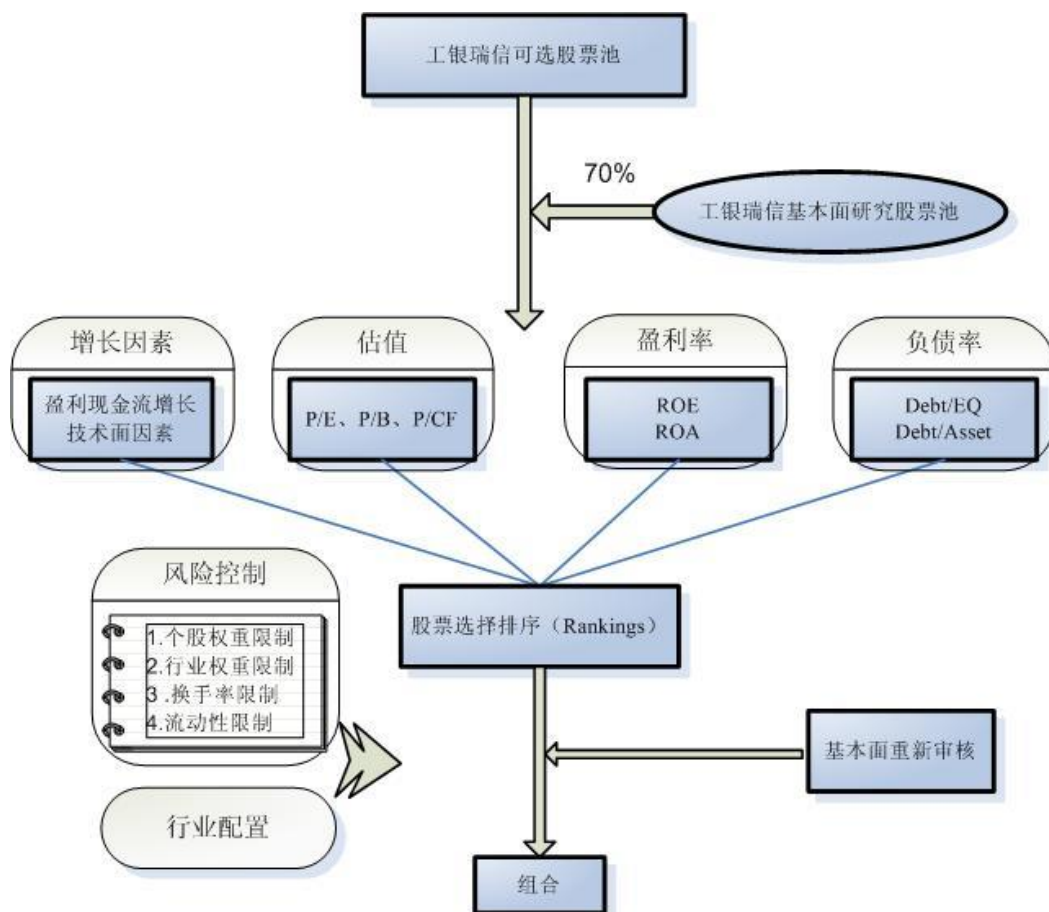 工银瑞信可选股票池
70%
工银瑞信基本面研究股票池
增长因素
盈利现金流增长
技术面因素
估值
P/E、P/B、P/CF
盈利率
ROE
ROA
负债率
Debt/EQ
Debt/Asset
风险控制
1.个股权重限制
2.行业权重限制
3 .换手率限制
4.流动性限制
行业配置
股票选择排序（Rankings）
基本面重新审核
组合